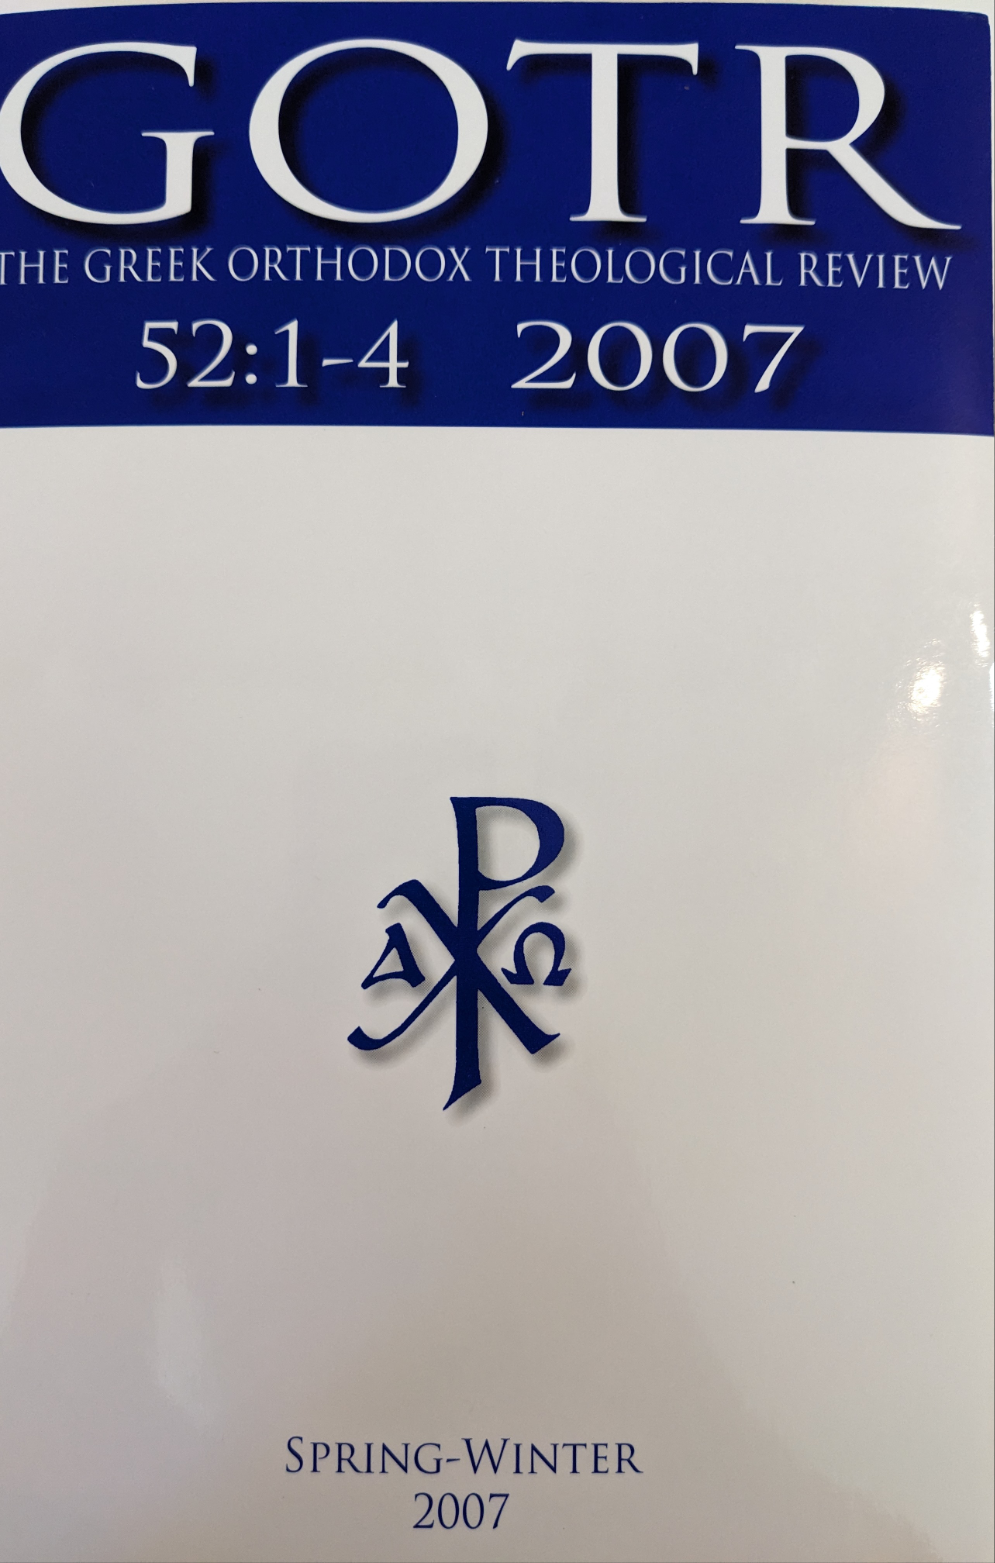 GOTR
THE GREEK ORTHODOX THEOLOGICAL REVIEW
52:1-4 2007
☧
Α Ω
SPRING-WINTER
2007